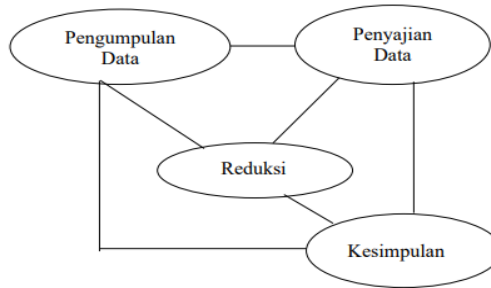 Pengumpulan
Data
Penyajian
Data
Reduksi
Kesimpulan